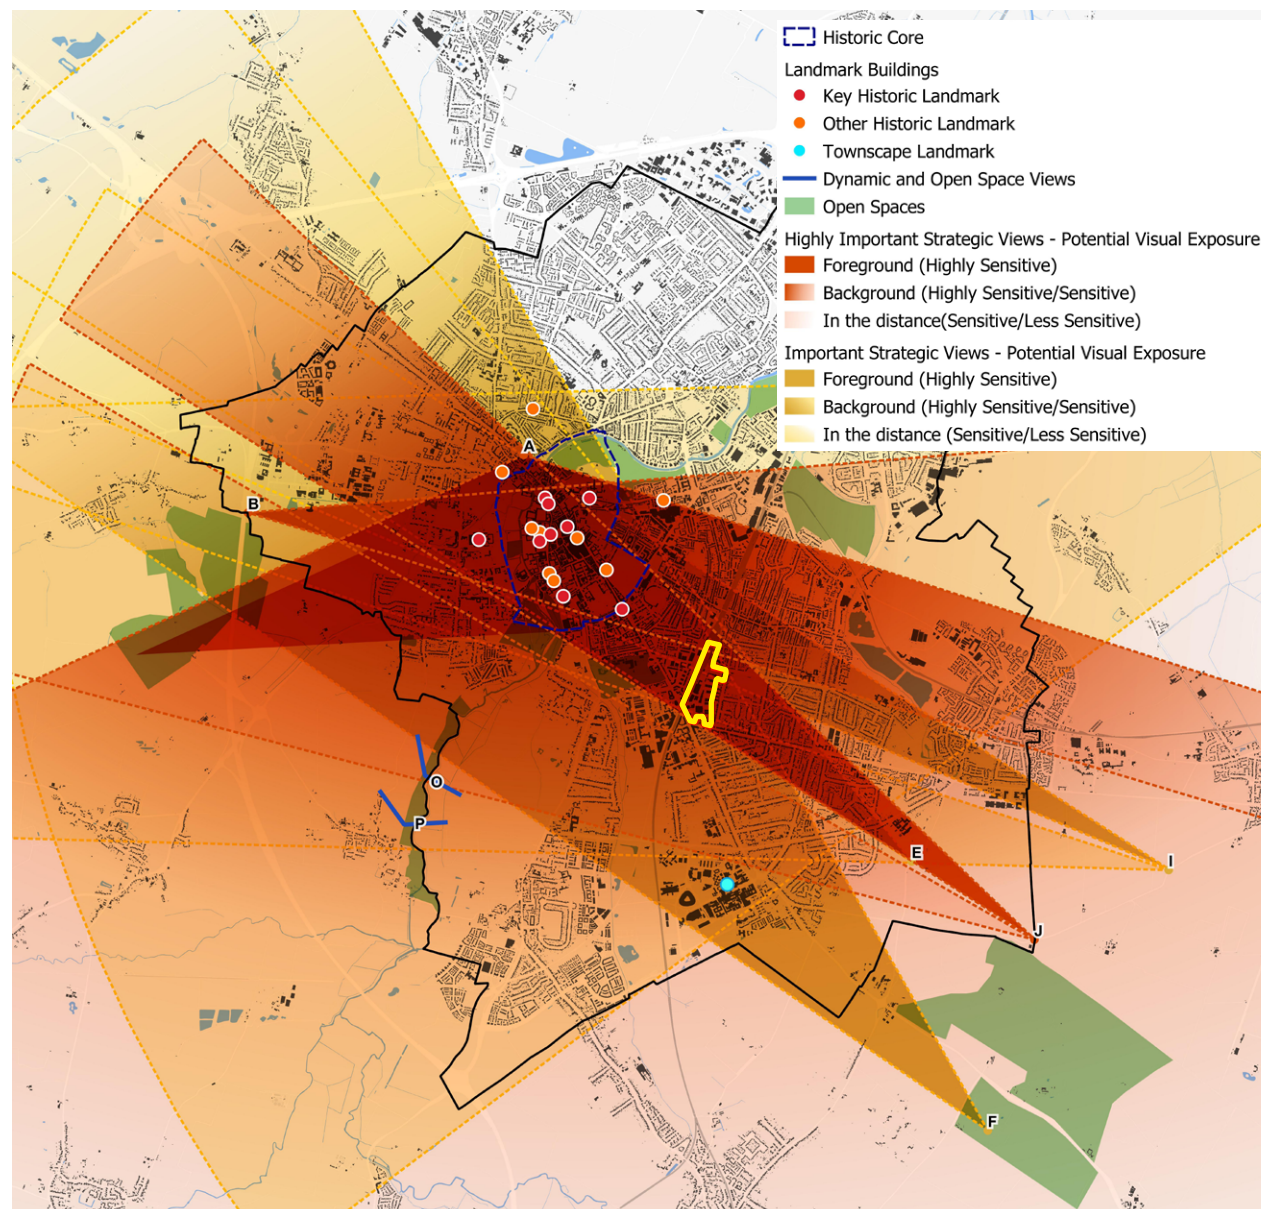 Historic Core
Landmark Buildings
Key Historic Landmark
Other Historic Landmark
Townscape Landmark
Dynamic and Open Space Views
Open Spaces
Highly Important Strategic Views - Potential Visual Exposure
Foreground (Highly Sensitive)
Background (Highly Sensitive/Sensitive)
In the distance(Sensitive/Less Sensitive)
Important Strategic Views - Potential Visual Exposure
Foreground (Highly Sensitive)
Background (Highly Sensitive/Sensitive)
In the distance (Sensitive/Less Sensitive)
A
B
O
P
E
I
J
F